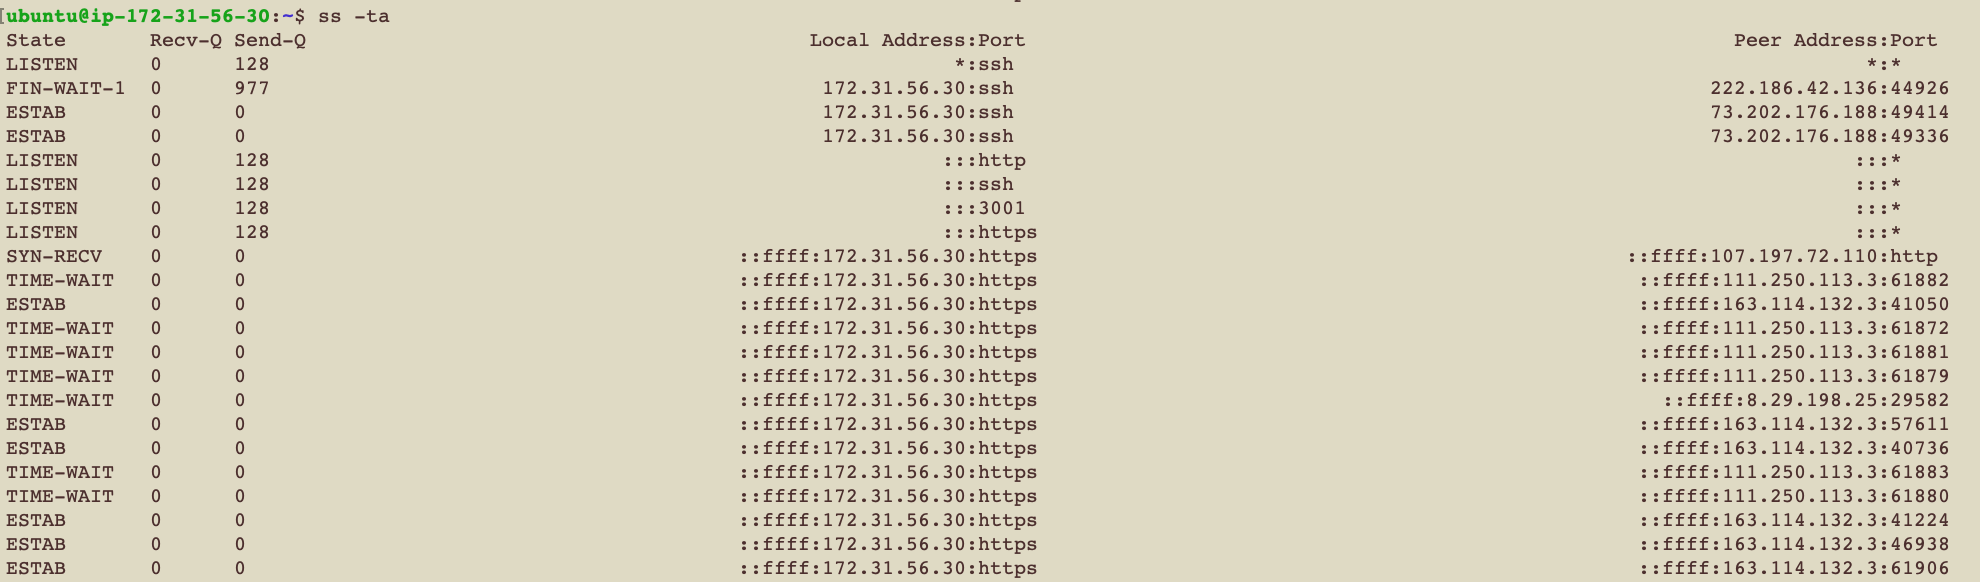 [ubuntu@ip-172-31-56-30:~$ ss -ta
State Recv-Q Send-Q Local Address:Port Peer Address:Port
LISTEN 0 128 *:ssh *:*
FIN-WAIT-1 0 977 172.31.56.30:ssh 222.186.42.136:44926
ESTAB 0 0 172.31.56.30:ssh 73.202.176.188:49414
ESTAB 0 0 172.31.56.30:ssh 73.202.176.188:49336
LISTEN 0 128 :::http :::*
LISTEN 0 128 :::ssh :::*
LISTEN 0 128 :::3001 :::*
LISTEN 0 128 :::https :::*
SYN-RECV 0 0 ::ffff:172.31.56.30:https ::ffff:107.197.72.110:http
TIME-WAIT 0 0 ::ffff:172.31.56.30:https ::ffff:111.250.113.3:61882
ESTAB 0 0 ::ffff:172.31.56.30:https ::ffff:163.114.132.3:41050
TIME-WAIT 0 0 ::ffff:172.31.56.30:https ::ffff:111.250.113.3:61872
TIME-WAIT 0 0 ::ffff:172.31.56.30:https ::ffff:111.250.113.3:61881
TIME-WAIT 0 0 ::ffff:172.31.56.30:https ::ffff:111.250.113.3:61879
TIME-WAIT 0 0 ::ffff:172.31.56.30:https ::ffff:8.29.198.25:29582
ESTAB 0 0 ::ffff:172.31.56.30:https ::ffff:163.114.132.3:57611
ESTAB 0 0 ::ffff:172.31.56.30:https ::ffff:163.114.132.3:40736
TIME-WAIT 0 0 ::ffff:172.31.56.30:https ::ffff:111.250.113.3:61883
TIME-WAIT 0 0 ::ffff:172.31.56.30:https ::ffff:111.250.113.3:61880
ESTAB 0 0 ::ffff:172.31.56.30:https ::ffff:163.114.132.3:41224
ESTAB 0 0 ::ffff:172.31.56.30:https ::ffff:163.114.132.3:46938
ESTAB 0 0 ::ffff:172.31.56.30:https ::ffff:163.114.132.3:61906